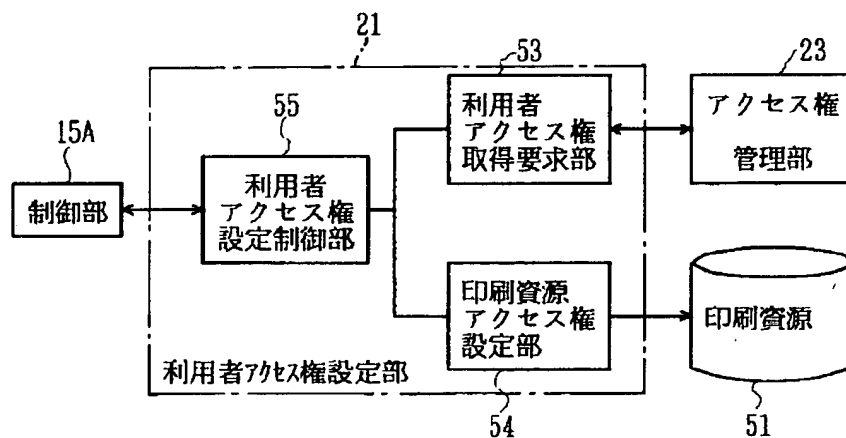 21
53
23
15A
55
利用者
アクセス権
取得要求部
アクセス権
管理部
制御部
利用者
アクセス権
設定制御部
印刷資源
アクセス権
設定部
印刷資源
利用者アクセス権設定部
54
51